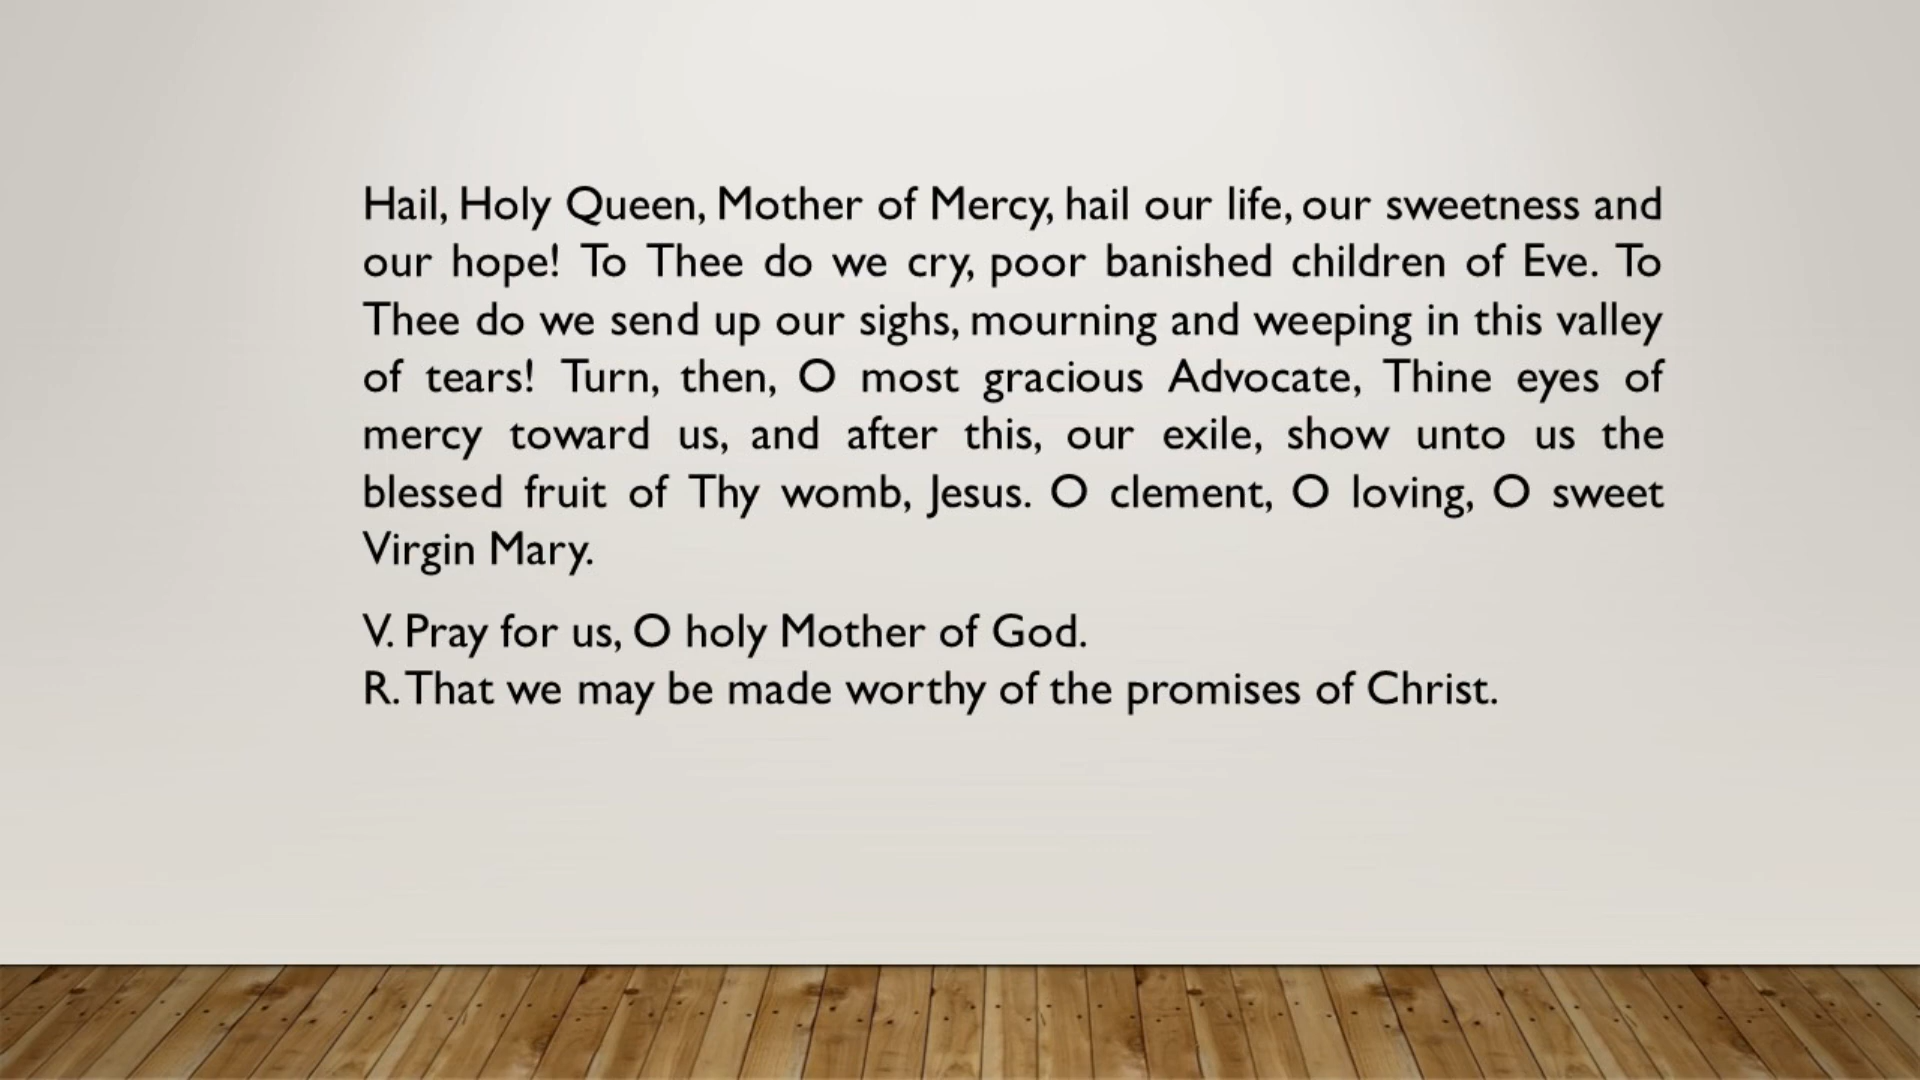 Hail, Holy Queen, Mother of Mercy, hail our life, our sweetness and
our hope! To Thee do we cry, poor banished children of Eve. To
Thee do we send up our sighs, mourning and weeping in this valley
of tears! Turn, then, O most gracious Advocate, Thine eyes of
mercy toward us, and after this, our exile, show unto us the
blessed fruit of Thy womb, Jesus. O clement, O loving, O sweet
Virgin Mary.
V. Pray for us, O holy Mother of God.
R. That we may be made worthy of the promises of Christ.